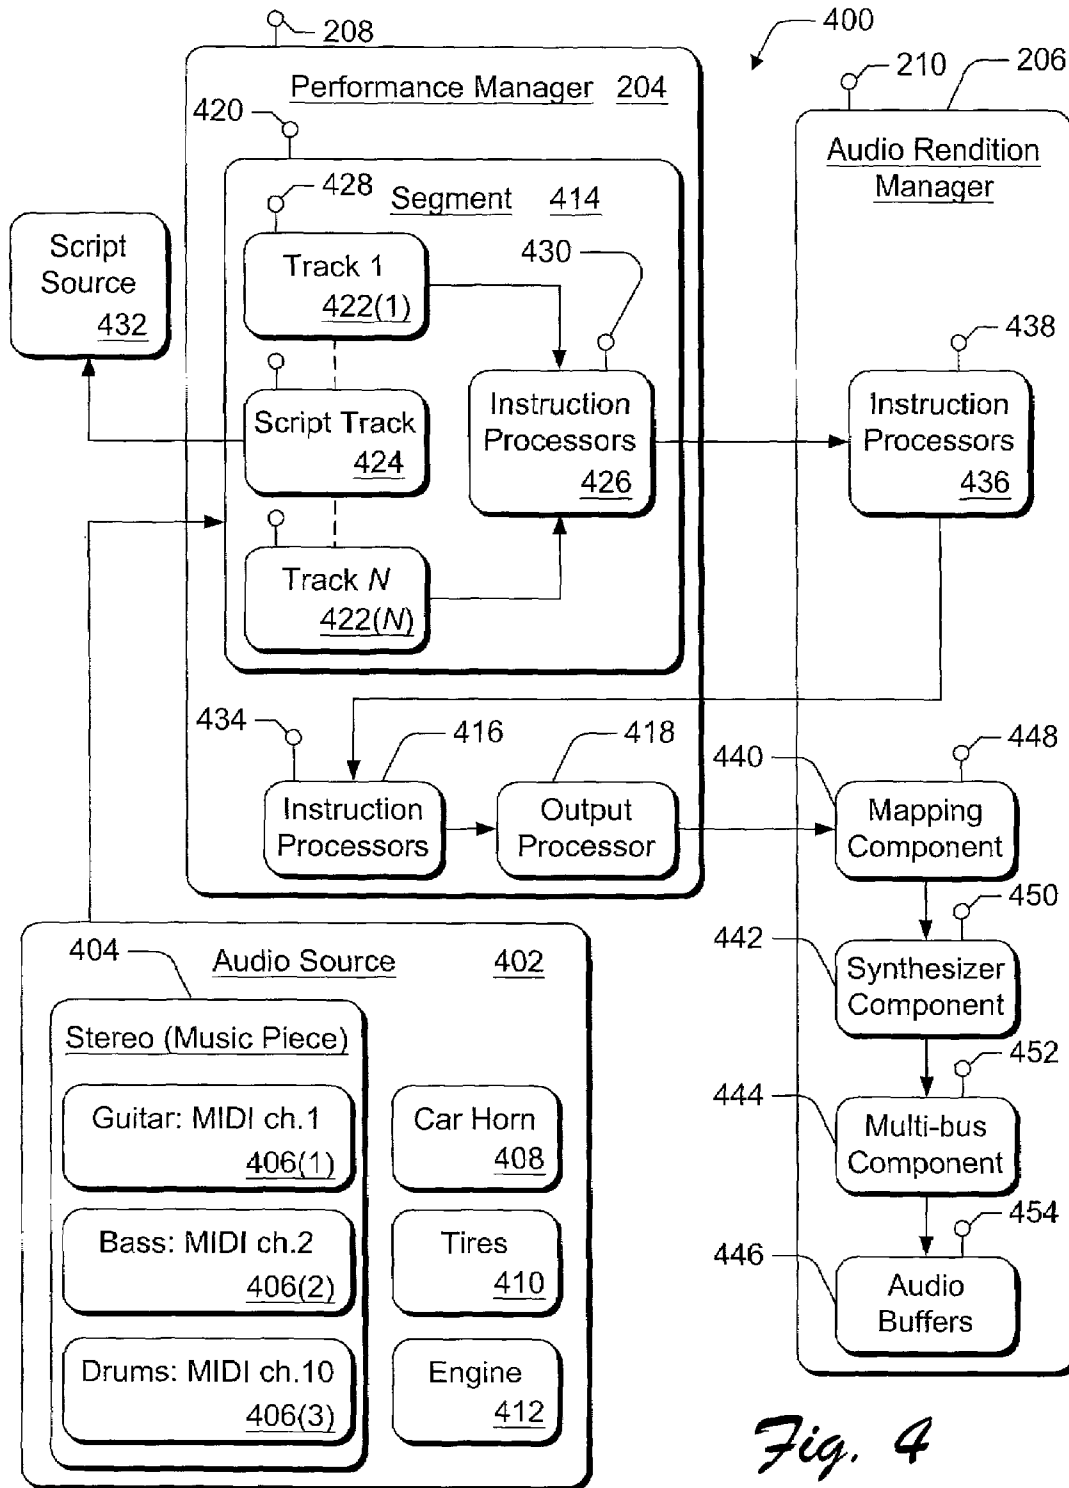 208
400
210
206
Performance Manager 204
420
Audio Rendition
Manager
428
Segment 414
430
Script
Source
432
Track 1
422(1)
438
Script Track
424
Instruction
Processors
426
Instruction
Processors
436
Track N
422(N)
434
416
418
440
448
Instruction
Processors
Output
Processor
Mapping
Component
450
442
404
Audio Source 402
Synthesizer
Component
Stereo (Music Piece)
452
444
Guitar: MIDI ch.1
406(1)
Car Horn
408
Multi-bus
Component
454
Bass: MIDI ch.2
406(2)
Tires
410
446
Audio
Buffers
Drums: MIDI ch.10
406(3)
Engine
412
Fig. 4